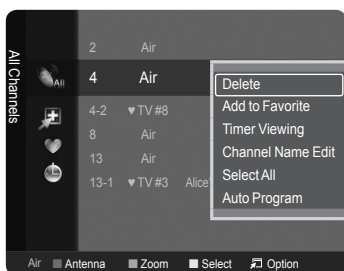 All Channels
All
2 Air
4 Air
4-2 ♥ TV #8
8 Air
13 Air
13-1 ♥ TV #3 Alice'
Delete
Add to Favorite
Timer Viewing
Channel Name Edit
Select All
Auto Program
Air Antenna Zoom Select Option